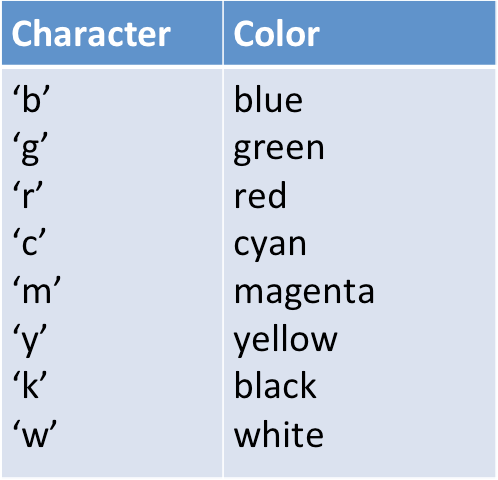 Character Color
‘b’ blue
‘g’ green
‘r’ red
‘c’ cyan
‘m’ magenta
‘y’ yellow
‘k’ black
‘w’ white